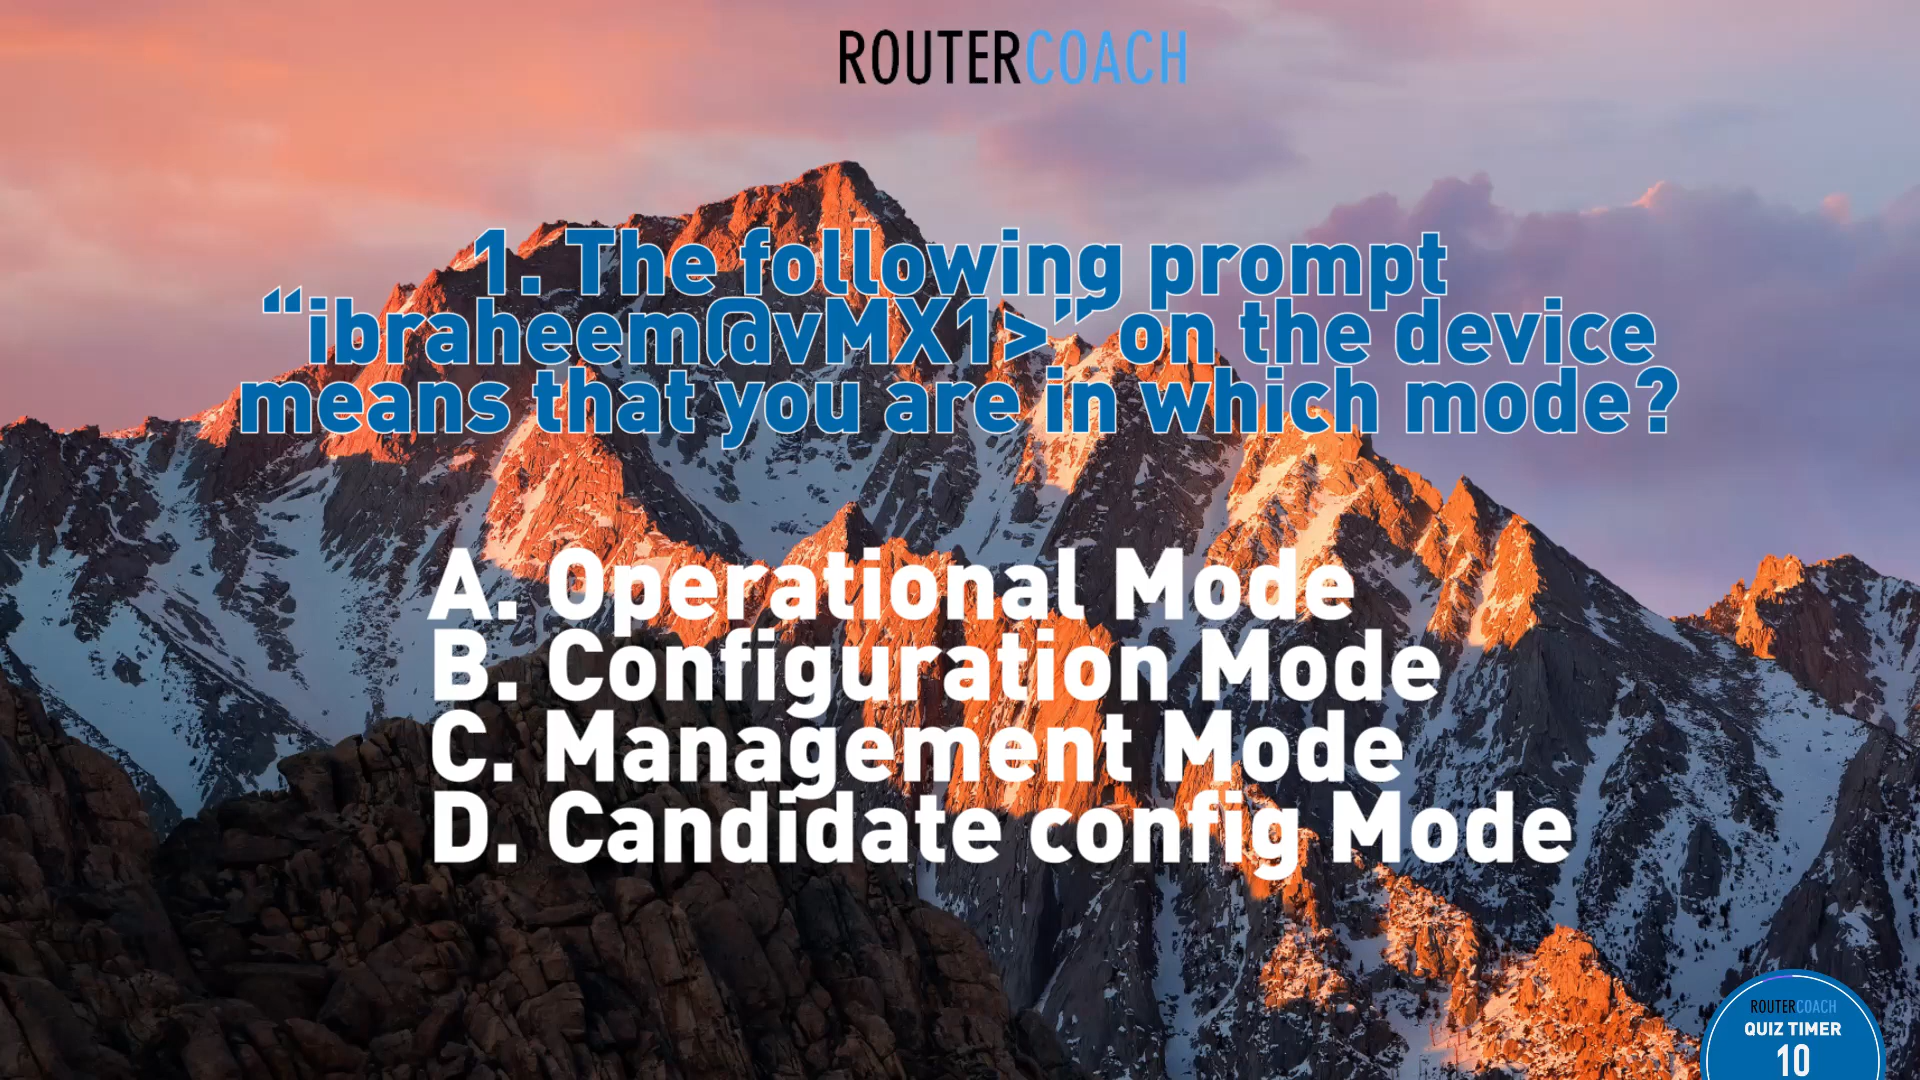 ROUTERCOACH
1. The following prompt
“ibraheem@vMX1>” on the device
means that you are in which mode?
A. Operational Mode
B. Configuration Mode
C. Management Mode
D. Candidate config Mode
ROUTERCOACH
QUIZ TIMER
10